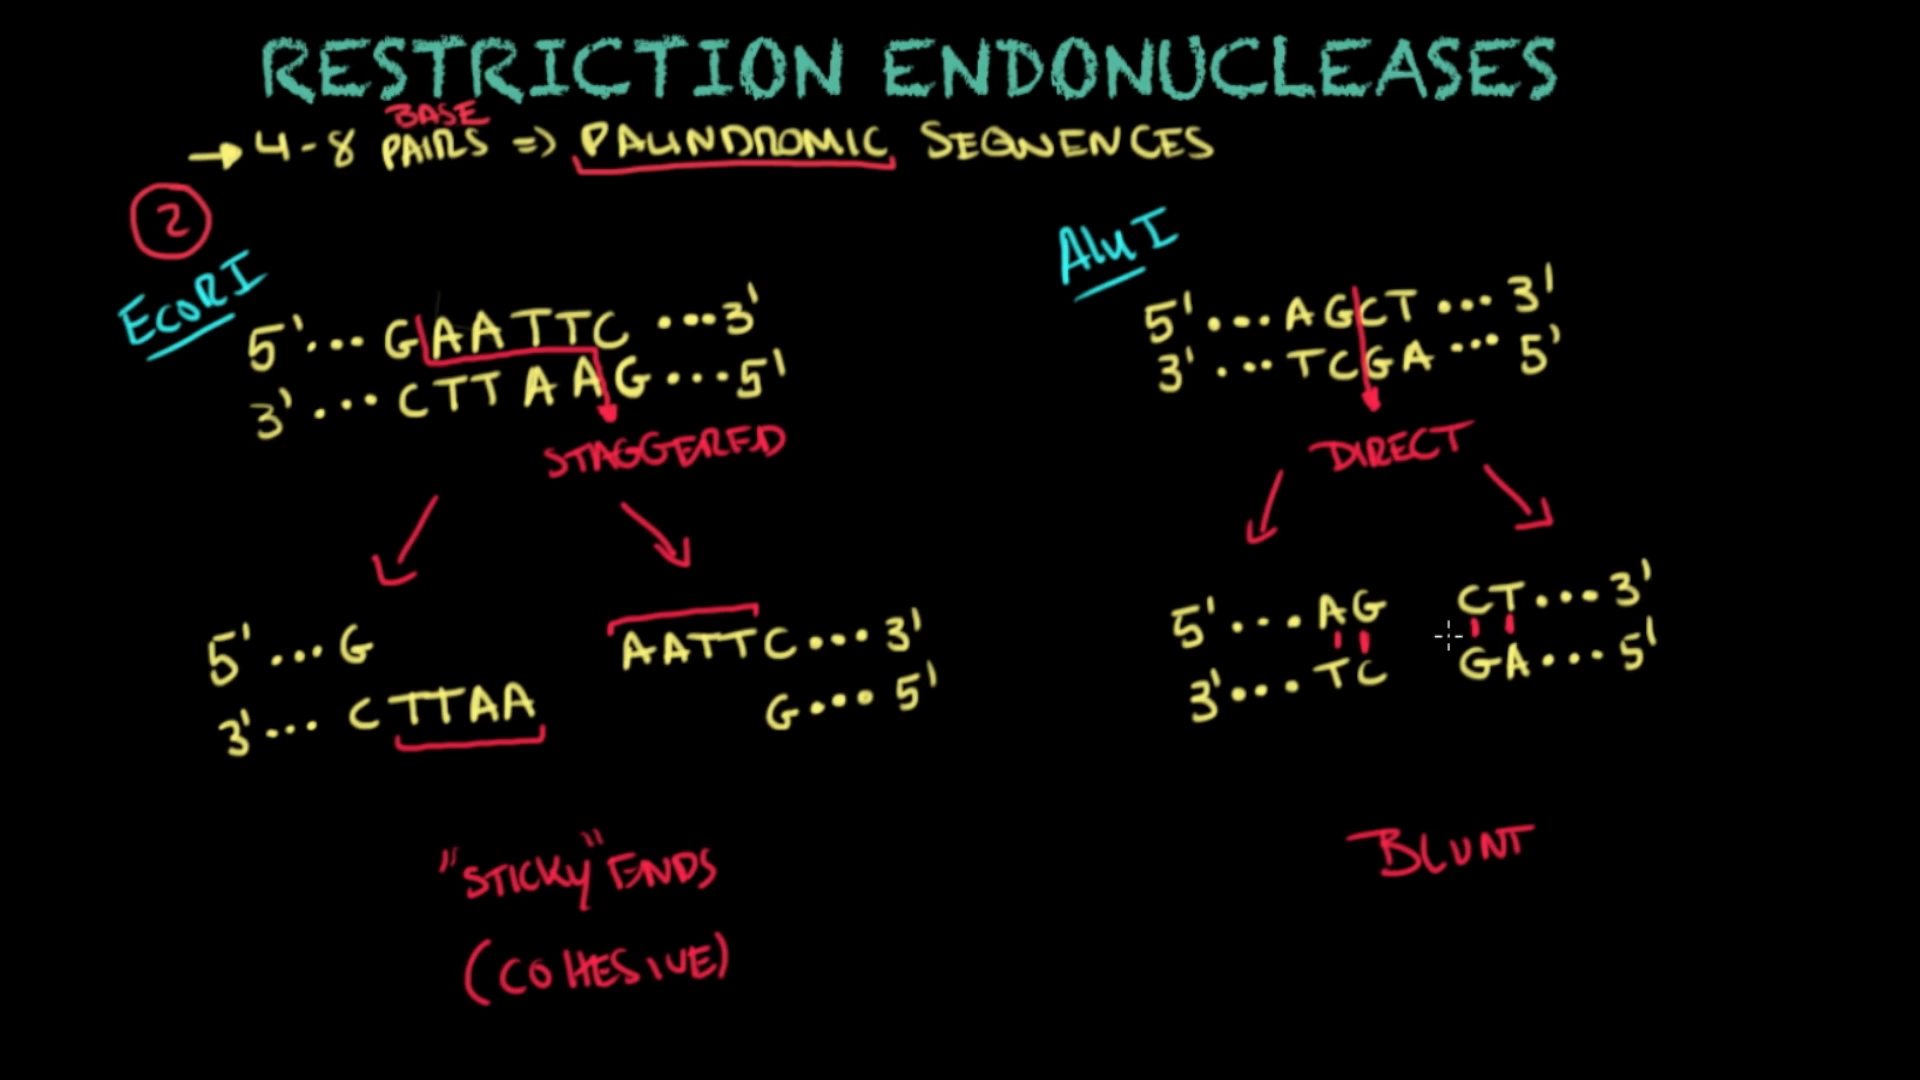 RESTRICTION ENDONUCLEASES
→ 4-8 BASE PAIRS => PALINDROMIC SEQUENCES
2
EcoRI
5'... GAATTC ...3'
3'... CTTAAG ...5'
STAGGERED
5'...G
3'... CTTAA
AATTC...3'
G...5'
"STICKY" ENDS
(COHESIVE)
AluI
5'...AGCT...3'
3'...TCGA...5'
DIRECT
5'...AG
3'...TC
CT...3'
GA...5'
BLUNT